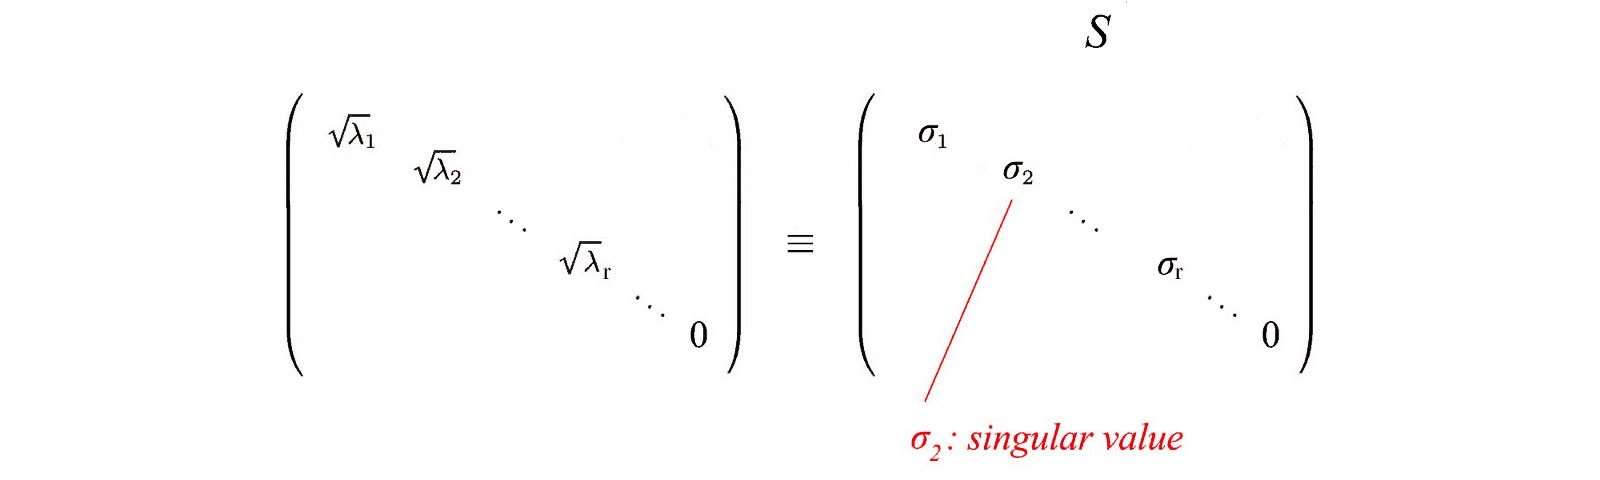 S
√λ₁
σ₁
√λ₂
σ₂
⋱
⋱
≡
√λᵣ
σᵣ
⋱
⋱
0
0
σ₂: singular value